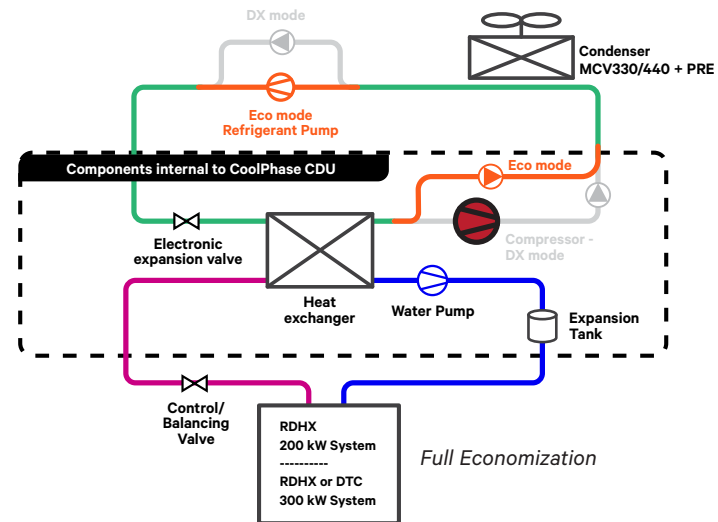 DX mode
Condenser
MCV330/440 + PRE
Eco mode
Refrigerant Pump
Components internal to CoolPhase CDU
Eco mode
Electronic
expansion valve
Compressor -
DX mode
Heat
exchanger
Water Pump
Expansion
Tank
Control/
Balancing
Valve
RDHX
200 kW System
----------
RDHX or DTC
300 kW System
Full Economization